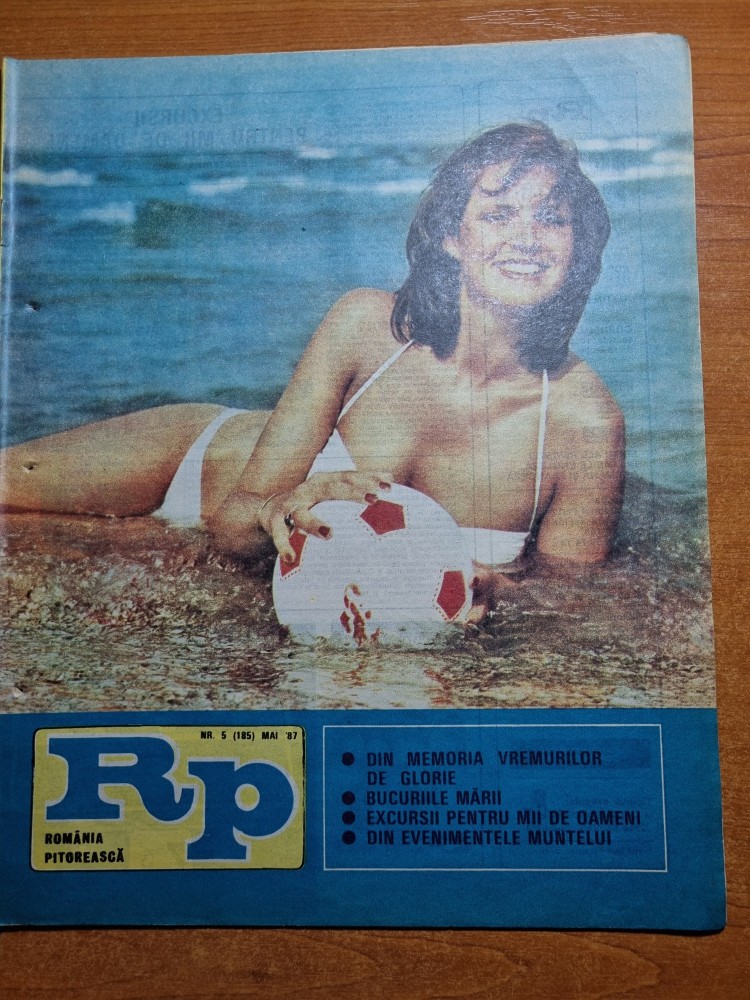 NR. 5 (185) MAI '87
Rp
ROMÂNIA
PITOREASCĂ
● DIN MEMORIA VREMURILOR
DE GLORIE
● BUCURIILE MĂRII
● EXCURSII PENTRU MII DE OAMENI
● DIN EVENIMENTELE MUNTELUI